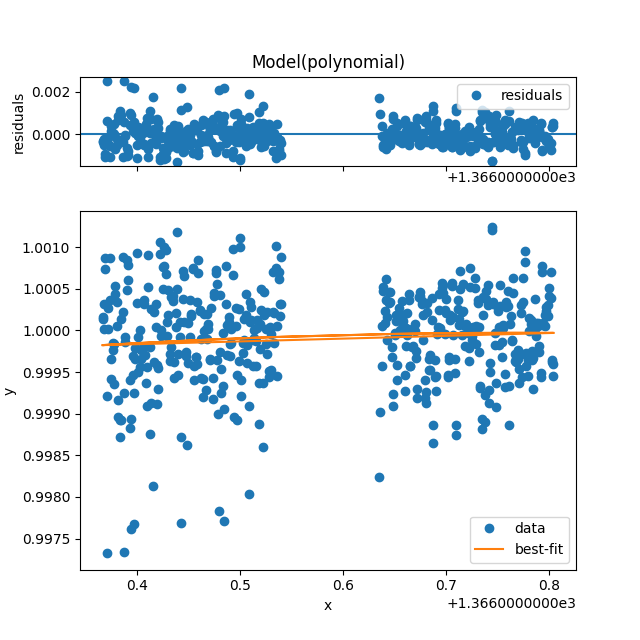 Model(polynomial)
residuals
0.002
0.000
residuals
+1.3660000000e3
y
1.0010
1.0005
1.0000
0.9995
0.9990
0.9985
0.9980
0.9975
data
best-fit
0.4 0.5 0.6 0.7 0.8
x
+1.3660000000e3